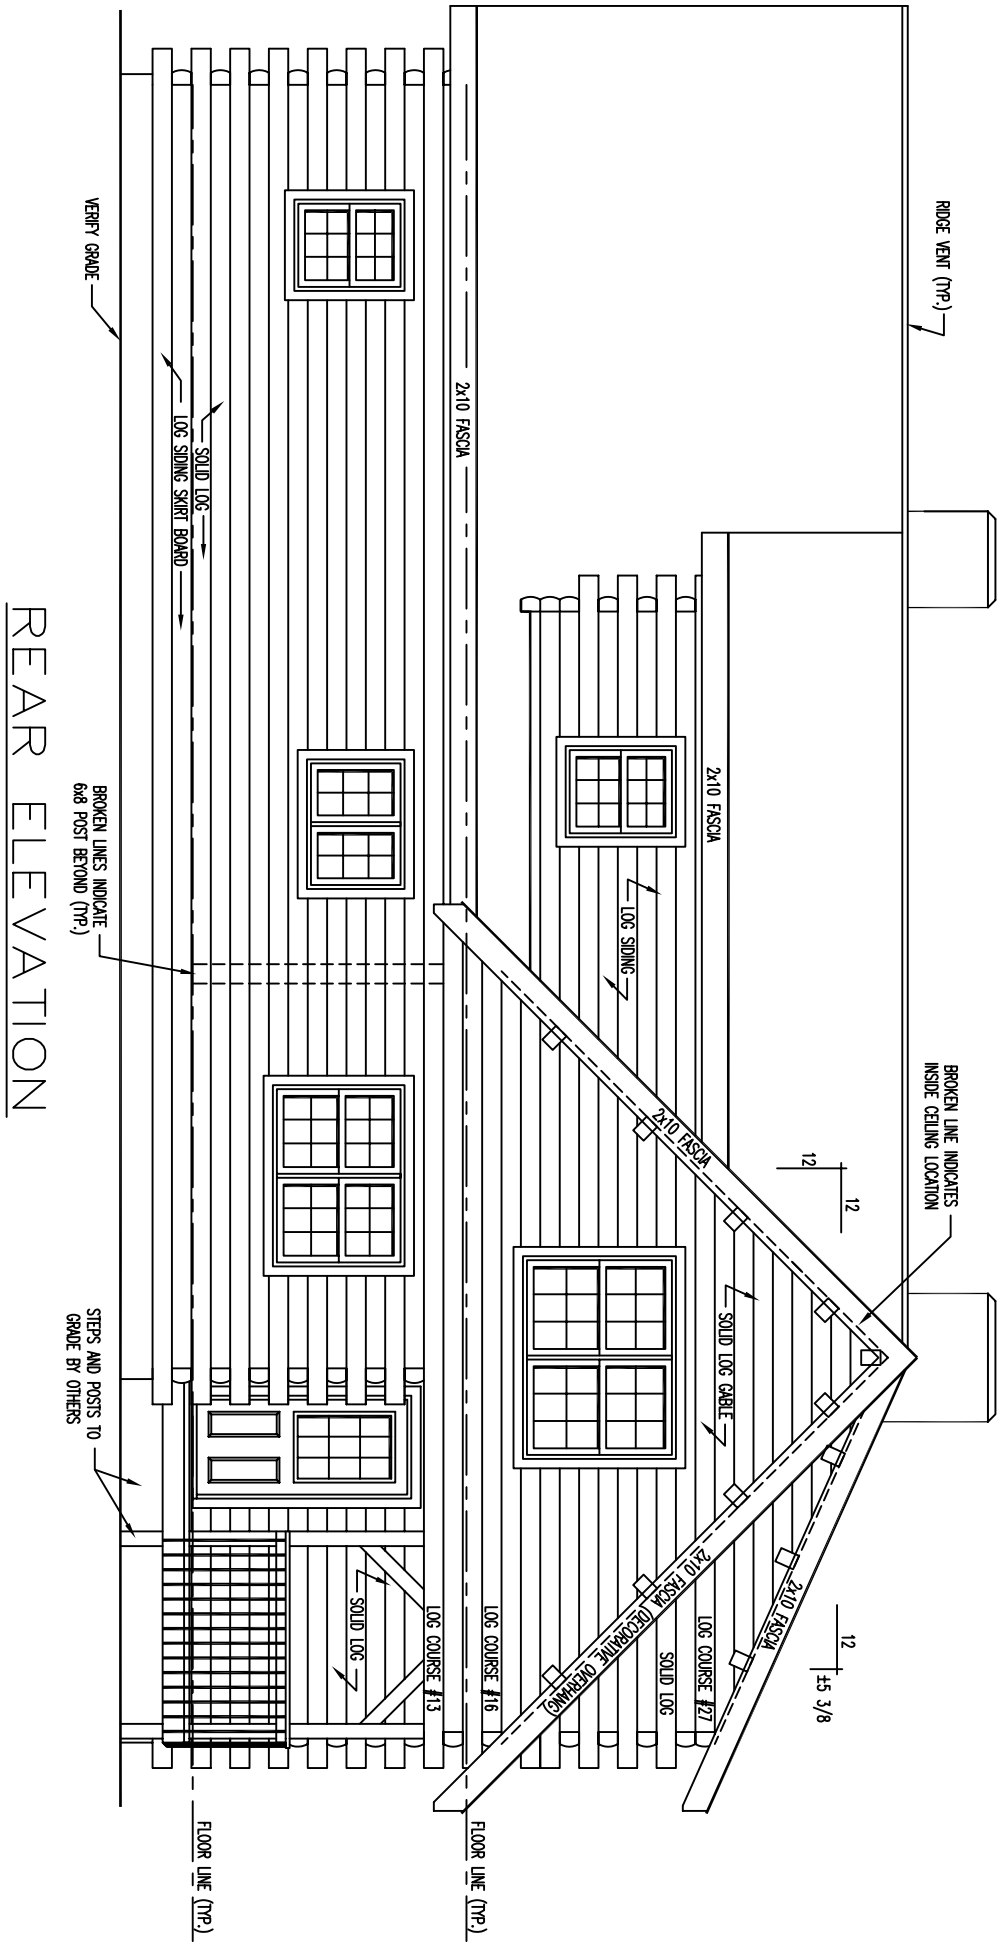 RIDGE VENT (TYP.)
BROKEN LINE INDICATES
INSIDE CEILING LOCATION
12
12
12
±5 3/8
2x10 FASCIA
2x10 FASCIA
2x10 FASCIA
2x10 FASCIA
2x10 FASCIA (DECORATIVE OVERHANG)
LOG SIDING
SOLID LOG GABLE
LOG COURSE #27
SOLID LOG
LOG COURSE #16
LOG COURSE #13
FLOOR LINE (TYP.)
SOLID LOG
SOLID LOG
LOG SIDING SKIRT BOARD
FLOOR LINE (TYP.)
VERIFY GRADE
BROKEN LINES INDICATE
6x8 POST BEYOND (TYP.)
STEPS AND POSTS TO
GRADE BY OTHERS
REAR ELEVATION